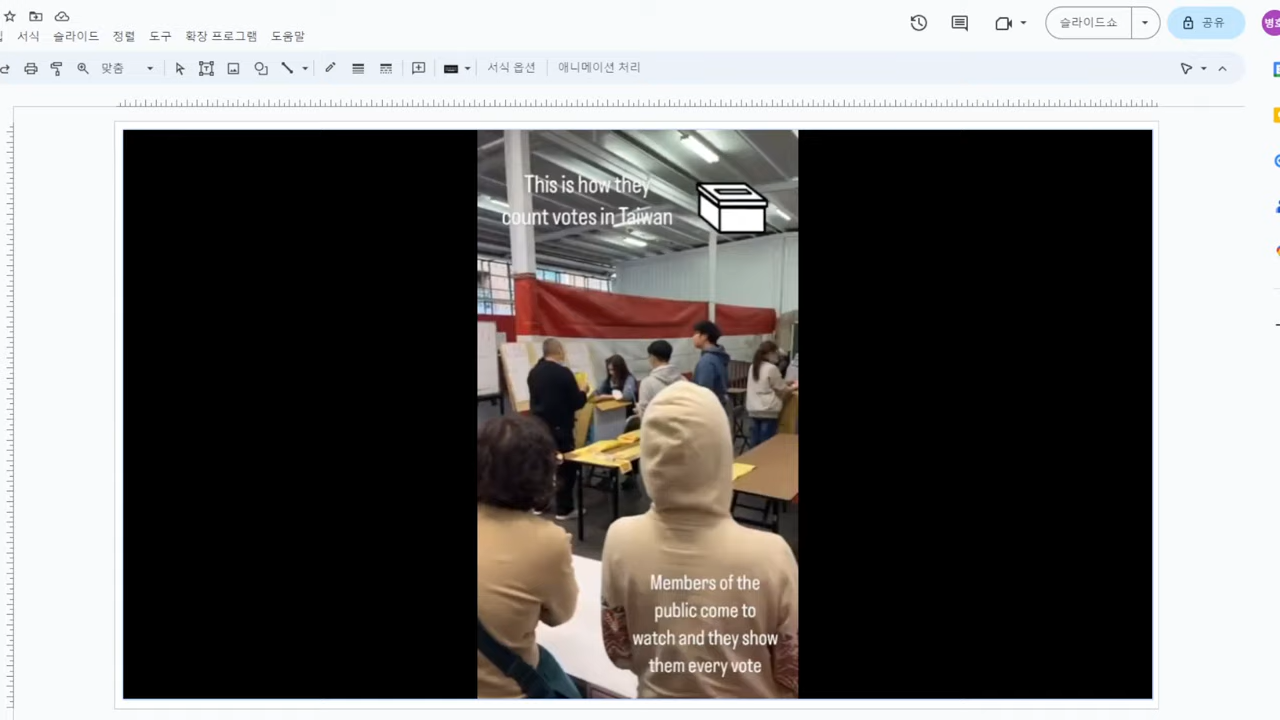 서식 슬라이드 정렬 도구 확장 프로그램 도움말
슬라이드쇼
공유
맞춤
서식 옵션
애니메이션 처리
This is how they
count votes in Taiwan
Members of the
public come to
watch and they show
them every vote